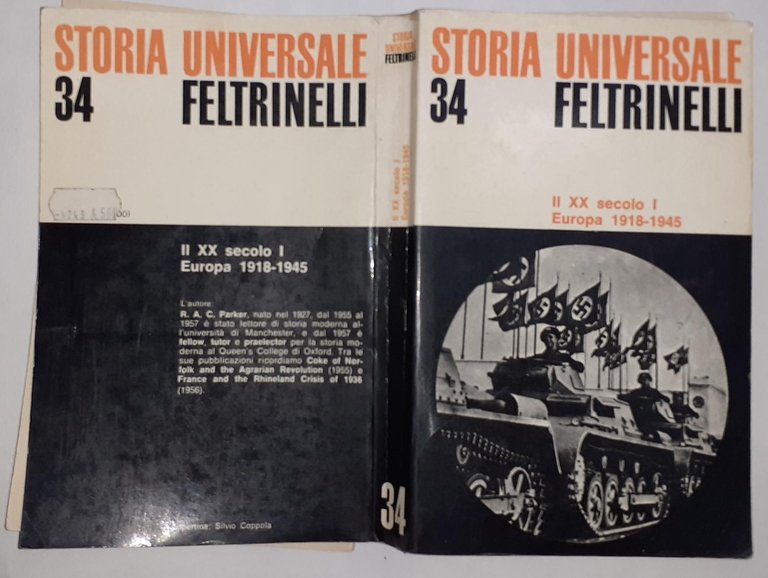 STORIA UNIVERSALE
34 FELTRINELLI
Il XX secolo I
Europa 1918-1945
L'autore:
R. A. C. Parker, nato nel 1927, dal 1955 al
1957 è stato lettore di storia moderna al-
l'università di Manchester, e dal 1957 è
fellow, tutor e praelector per la storia mo-
derna al Queen's College di Oxford. Tra le
sue pubblicazioni ricordiamo Coke of Nor-
folk and the Agrarian Revolution (1955) e
France and the Rhineland Crisis of 1936
(1956).
pertina: Silvio Coppola
STORIA
UNIVERSALE
FELTRINELLI
Il XX secolo I
Europa 1918-1945
34
STORIA UNIVERSALE
34 FELTRINELLI
Il XX secolo I
Europa 1918-1945